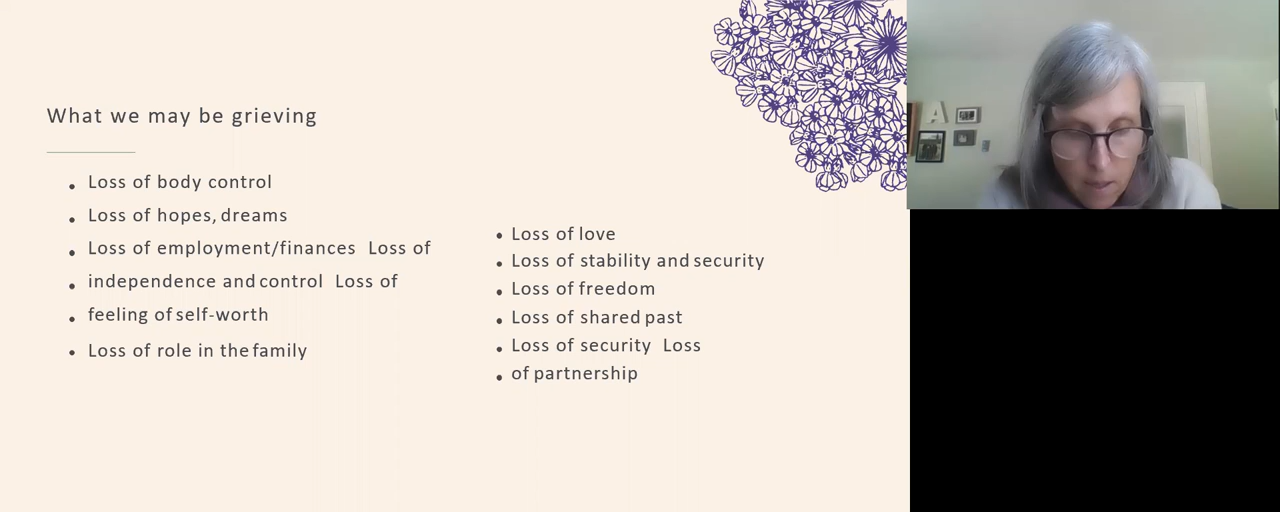 What we may be grieving
• Loss of body control
• Loss of hopes, dreams
• Loss of employment/finances Loss of
• independence and control Loss of
• feeling of self-worth
• Loss of role in the family
• Loss of love
• Loss of stability and security
• Loss of freedom
• Loss of shared past
• Loss of security Loss
• of partnership
A